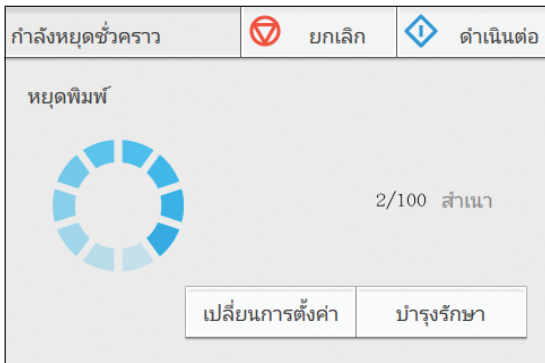 กำลังหยุดชั่วคราว ยกเลิก ดำเนินต่อ
หยุดพิมพ์
2/100 สำเนา
เปลี่ยนการตั้งค่า บำรุงรักษา